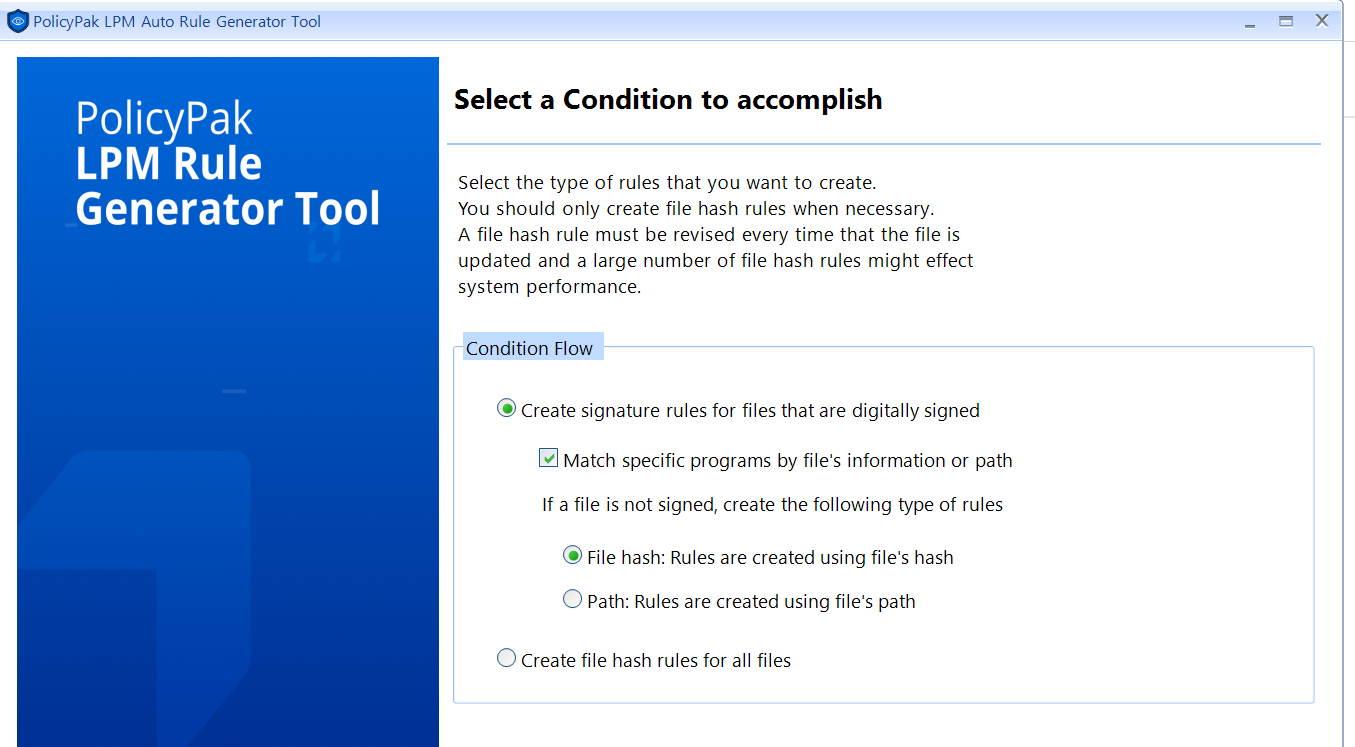 PolicyPak LPM Auto Rule Generator Tool
PolicyPak
LPM Rule
Generator Tool
Select a Condition to accomplish
Select the type of rules that you want to create.
You should only create file hash rules when necessary.
A file hash rule must be revised every time that the file is
updated and a large number of file hash rules might effect
system performance.
Condition Flow
Create signature rules for files that are digitally signed
Match specific programs by file's information or path
If a file is not signed, create the following type of rules
File hash: Rules are created using file's hash
Path: Rules are created using file's path
Create file hash rules for all files